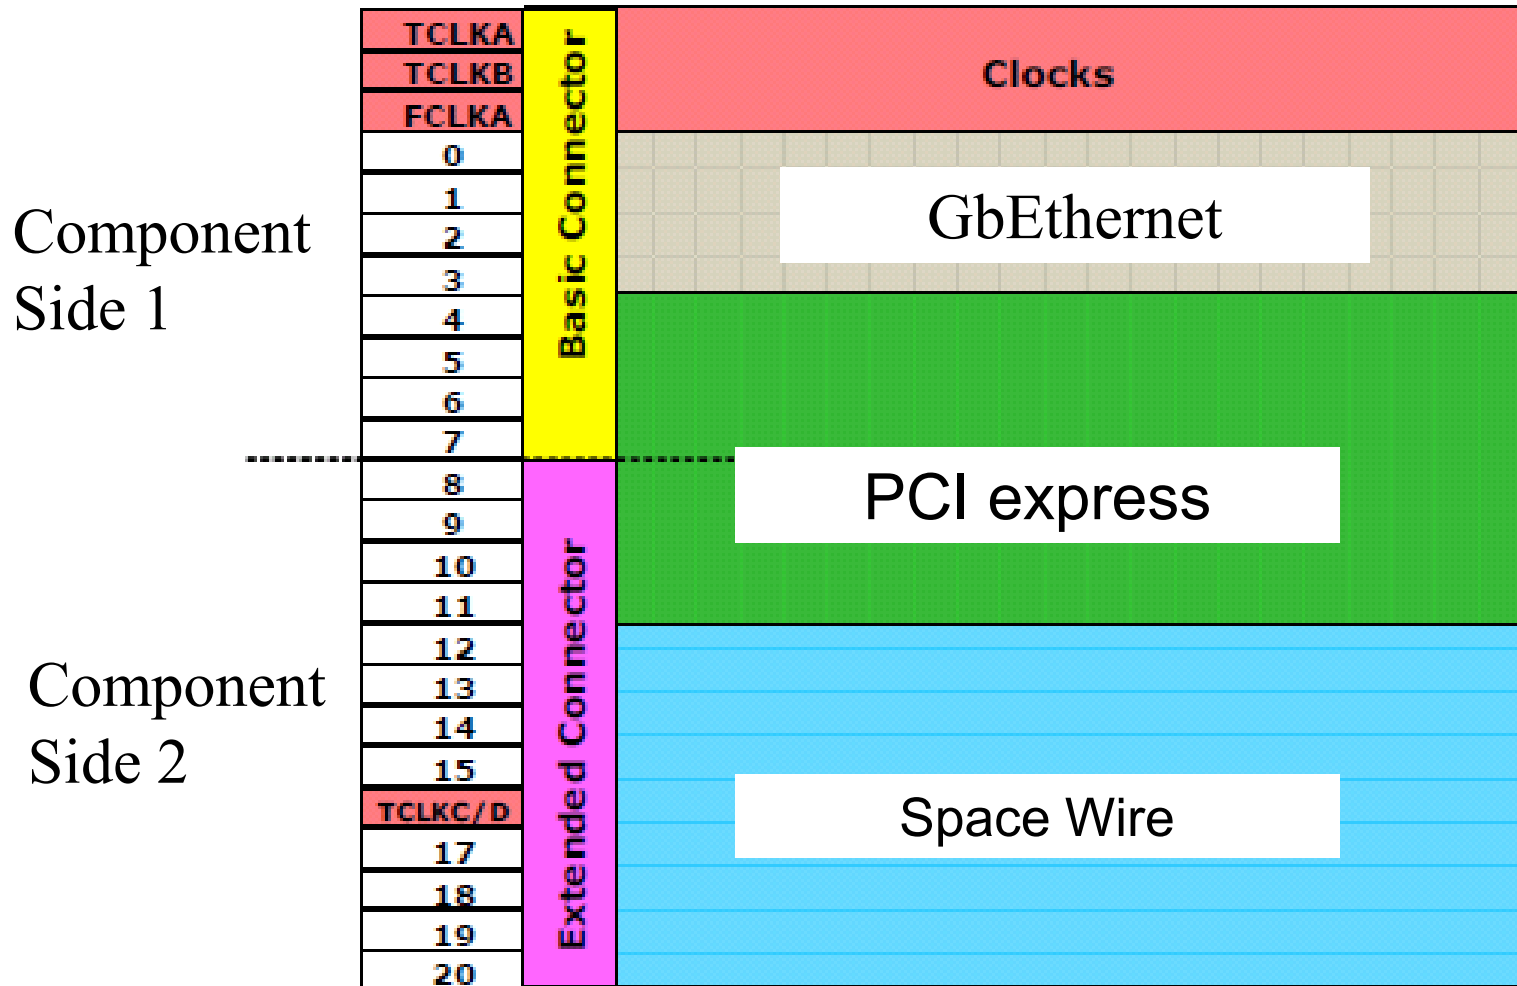 TCLKA
TCLKB
FCLKA
0
1
2
3
4
5
6
7
8
9
10
11
12
13
14
15
TCLKC/D
17
18
19
20
Component
Side 1
Component
Side 2
Basic Connector
Extended Connector
Clocks
GbEthernet
PCI express
Space Wire